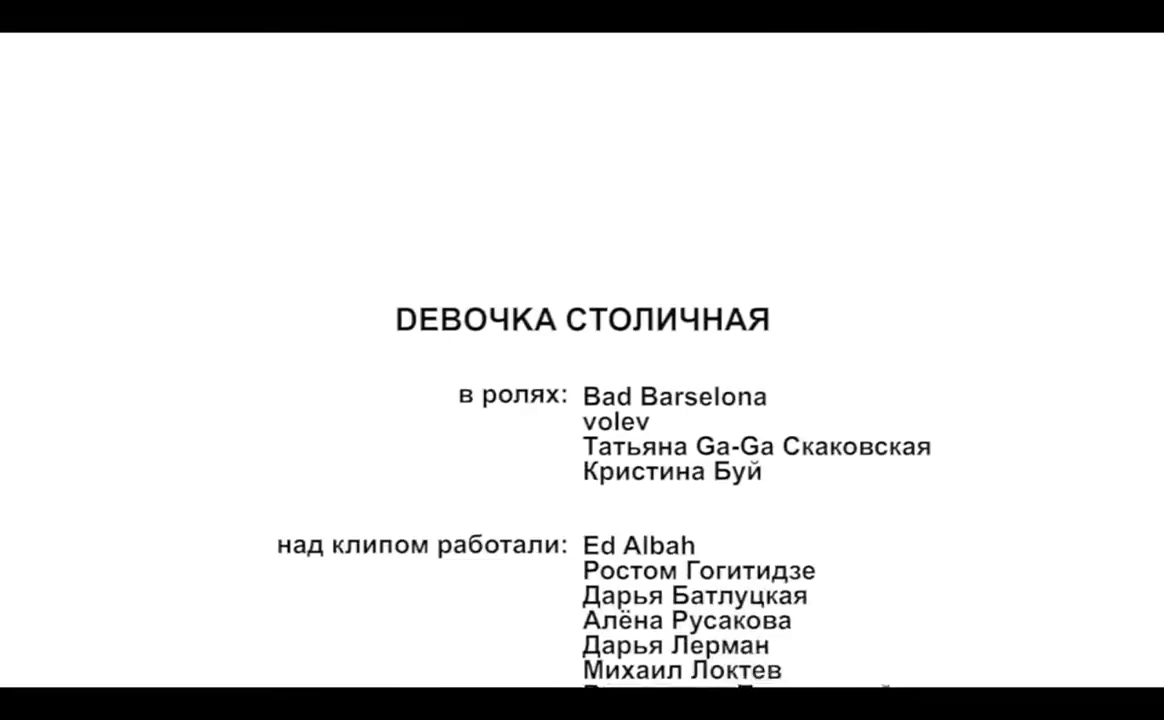 DЕВОЧКА СТОЛИЧНАЯ
в ролях: Bad Barselona
volev
Татьяна Ga-Ga Скаковская
Кристина Буй
над клипом работали: Ed Albah
Ростом Гогитидзе
Дарья Батлуцкая
Алёна Русакова
Дарья Лерман
Михаил Локтев